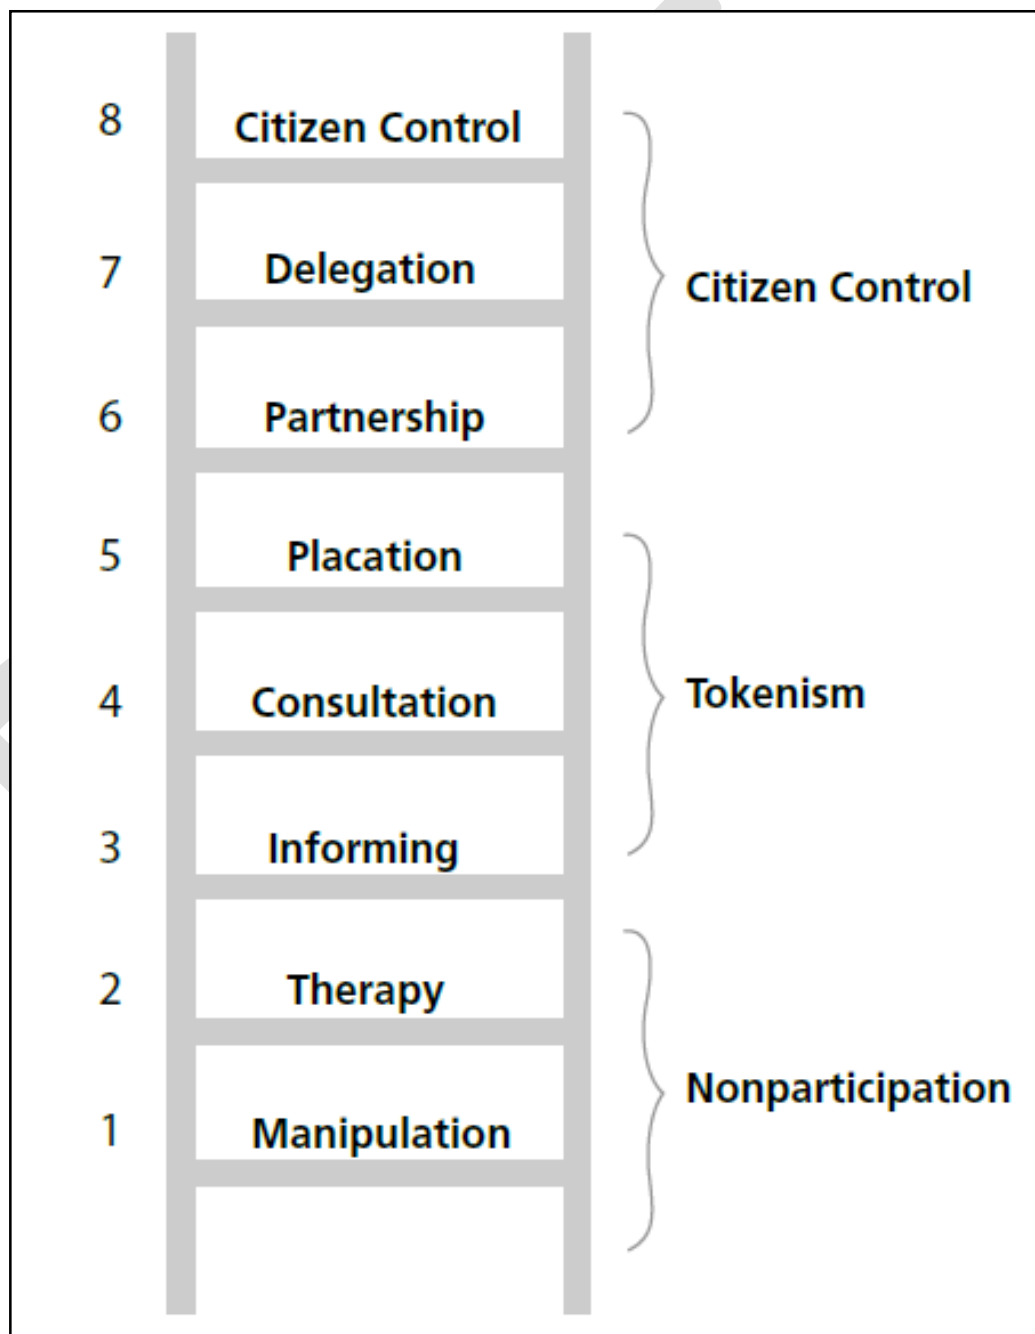 8 Citizen Control
7 Delegation
Citizen Control
6 Partnership
5 Placation
4 Consultation
Tokenism
3 Informing
2 Therapy
Nonparticipation
1 Manipulation